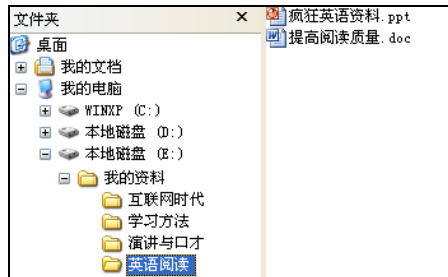 文件夹 ×
疯狂英语资料.ppt
提高阅读质量.doc
桌面
我的文档
我的电脑
WINXP (C:)
本地磁盘 (D:)
本地磁盘 (E:)
我的资料
互联网时代
学习方法
演讲与口才
英语阅读